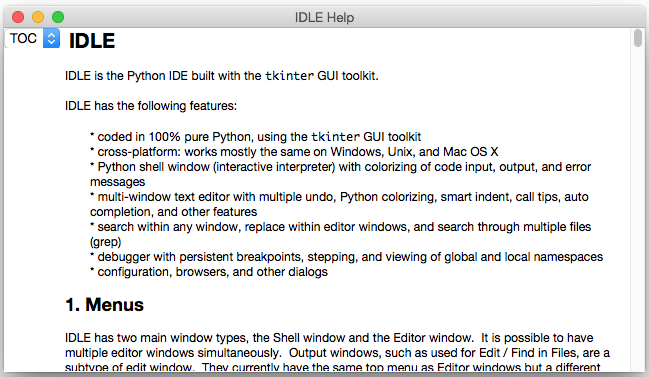 IDLE Help
TOC IDLE
IDLE is the Python IDE built with the tkinter GUI toolkit.
IDLE has the following features:
* coded in 100% pure Python, using the tkinter GUI toolkit
* cross-platform: works mostly the same on Windows, Unix, and Mac OS X
* Python shell window (interactive interpreter) with colorizing of code input, output, and error
messages
* multi-window text editor with multiple undo, Python colorizing, smart indent, call tips, auto
completion, and other features
* search within any window, replace within editor windows, and search through multiple files
(grep)
* debugger with persistent breakpoints, stepping, and viewing of global and local namespaces
* configuration, browsers, and other dialogs
1. Menus
IDLE has two main window types, the Shell window and the Editor window.  It is possible to have
multiple editor windows simultaneously.  Output windows, such as used for Edit / Find in Files, are a
subtype of edit window.  They currently have the same top menu as Editor windows but a different